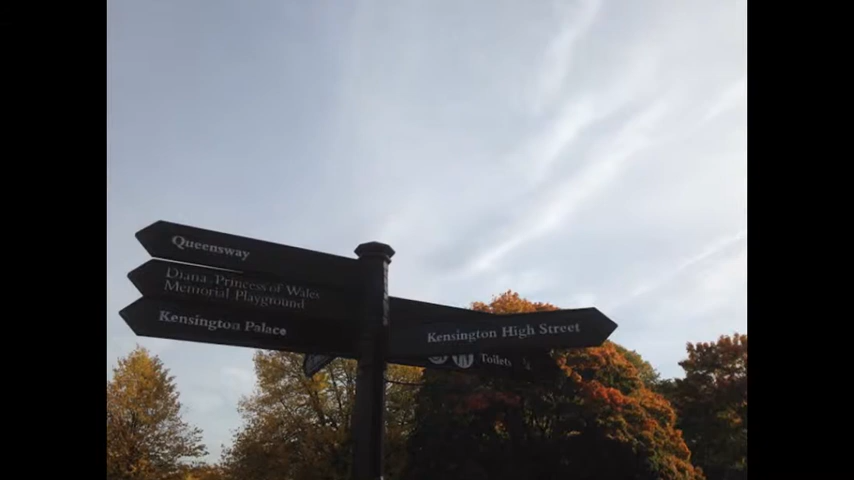 Queensway
Diana, Princess of Wales
Memorial Playground
Kensington Palace
Kensington High Street
Toilets